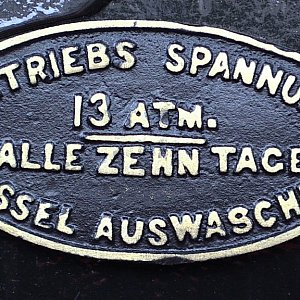 TRIEBS SPANNU
13 ATM.
ALLE ZEHN TAGE
SSEL AUSWASCH